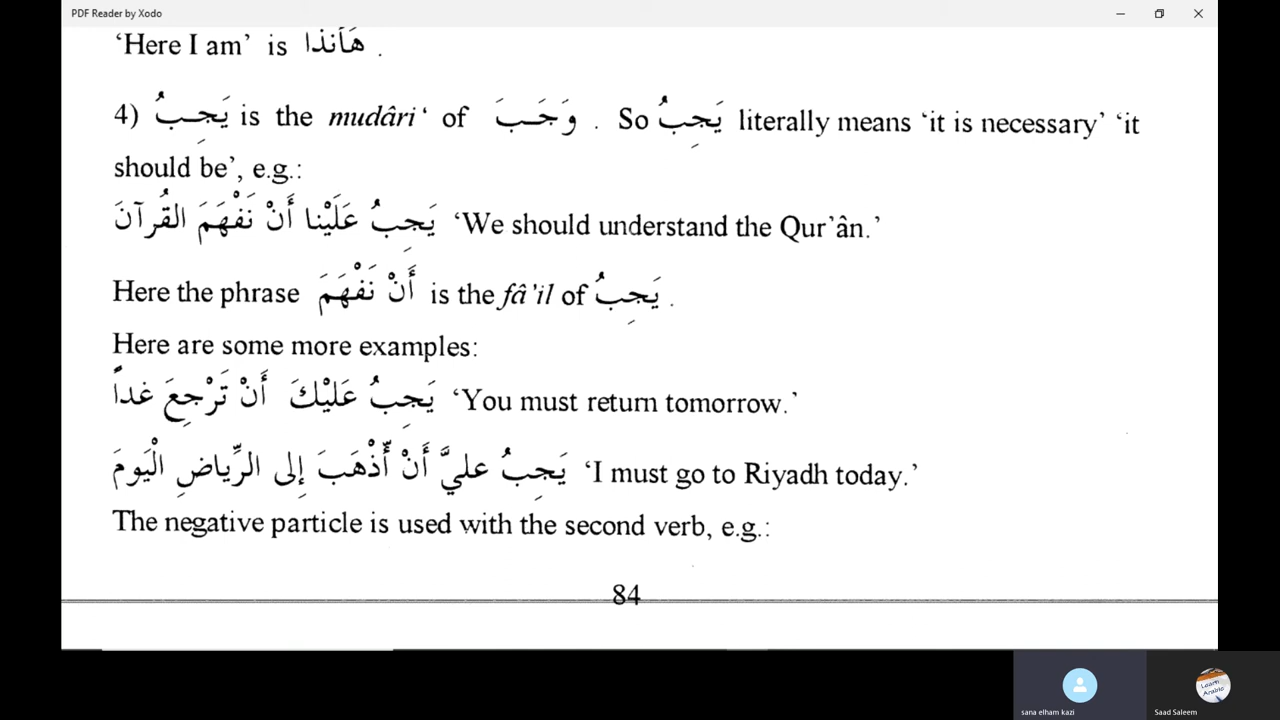 PDF Reader by Xodo
‘Here I am’ is هَأَنَذَا .
4) يَجِبُ is the mudâri‘ of وَجَبَ . So يَجِبُ literally means ‘it is necessary’ ‘it
should be’, e.g.:
يَجِبُ عَلَيْنا أَنْ نَفْهَمَ القُرآنَ ‘We should understand the Qur’ân.’
Here the phrase أَنْ نَفْهَمَ is the fâ’il of يَجِبُ .
Here are some more examples:
يَجِبُ عَلَيْكَ أَنْ تَرْجِعَ غداً ‘You must return tomorrow.’
يَجِبُ عليَّ أَنْ أَذْهَبَ إِلى الرِّياضِ الْيَومَ ‘I must go to Riyadh today.’
The negative particle is used with the second verb, e.g.:
84
sana elham kazi
Learn Arabic
Saad Saleem